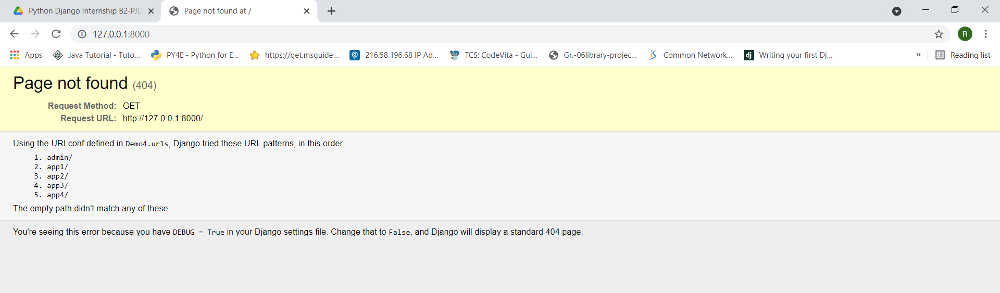 Python Django Internship B2-PJD
Page not found at /
127.0.0.1:8000
R
Apps
Java Tutorial - Tuto...
PY4E - Python for E...
https://get.msguide...
216.58.196.68 IP Ad...
TCS: CodeVita - Gui...
Gr.-06library-projec...
Common Network...
dj
Writing your first Dj...
»
Reading list
Page not found (404)
Request Method: GET
Request URL: http://127.0.0.1:8000/
Using the URLconf defined in Demo4.urls, Django tried these URL patterns, in this order:
1. admin/
2. app1/
3. app2/
4. app3/
5. app4/
The empty path didn't match any of these.
You're seeing this error because you have DEBUG = True in your Django settings file. Change that to False, and Django will display a standard 404 page.